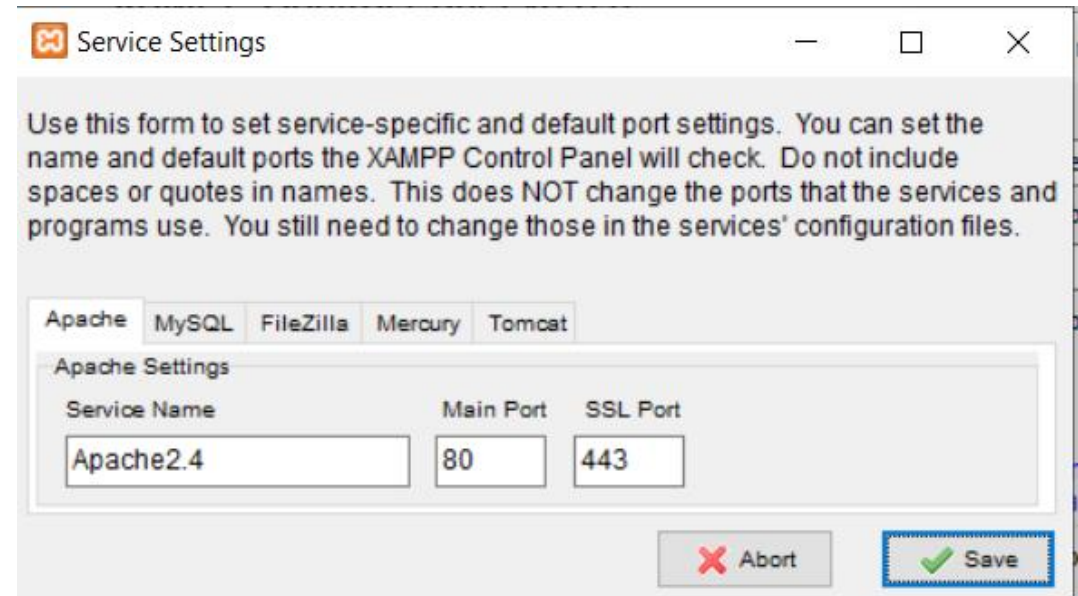 Service Settings
Use this form to set service-specific and default port settings.  You can set the
name and default ports the XAMPP Control Panel will check.  Do not include
spaces or quotes in names.  This does NOT change the ports that the services and
programs use.  You still need to change those in the services' configuration files.
Apache MySQL FileZilla Mercury Tomcat
Apache Settings
Service Name Main Port SSL Port
Apache2.4 80 443
Abort Save